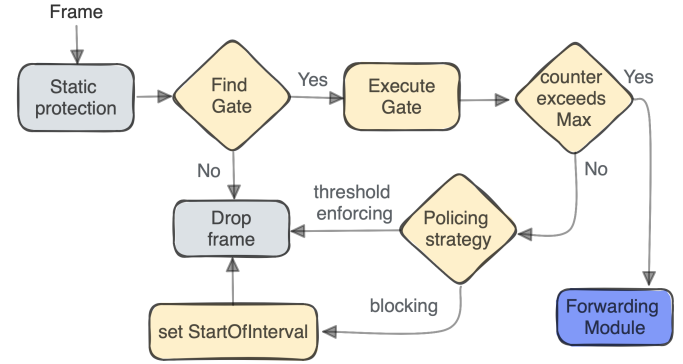 Frame
Static
protection
Find
Gate
Yes
Execute
Gate
counter
exceeds
Max
Yes
No
No
threshold
enforcing
Drop
frame
Policing
strategy
blocking
set StartOfInterval
Forwarding
Module